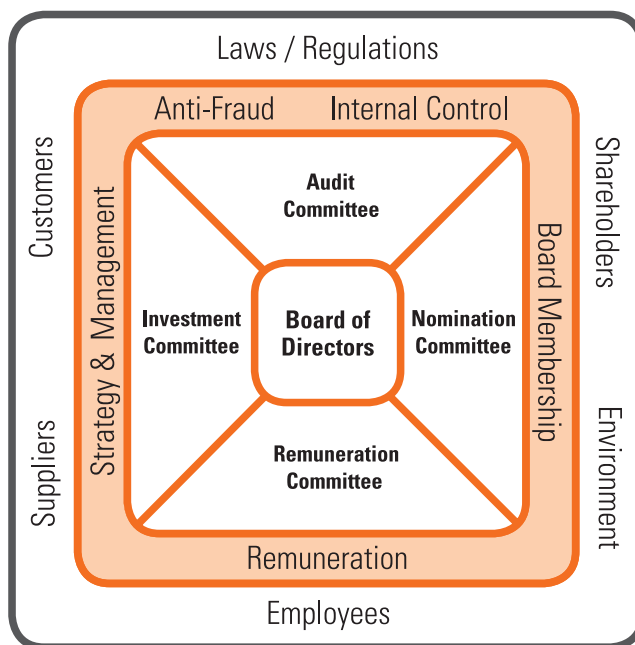 Laws / Regulations
Anti-Fraud
Internal Control
Customers
Shareholders
Audit
Committee
Strategy & Management
Investment
Committee
Board of
Directors
Nomination
Committee
Board Membership
Suppliers
Environment
Remuneration
Committee
Remuneration
Employees